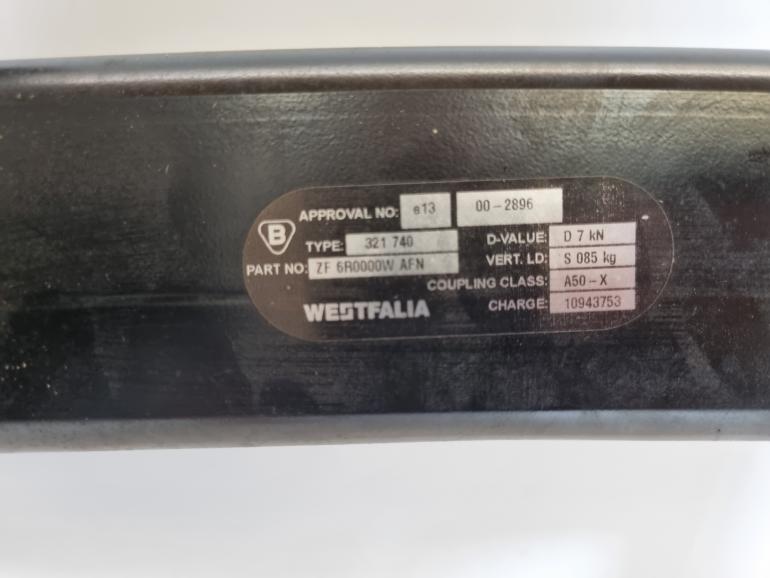 B
APPROVAL NO: e13 00-2896
TYPE: 321 740 D-VALUE: D 7 kN
PART NO: ZF 6R0000W AFN VERT. LD: S 085 kg
COUPLING CLASS: A50-X
WESTFALIA CHARGE: 10943753